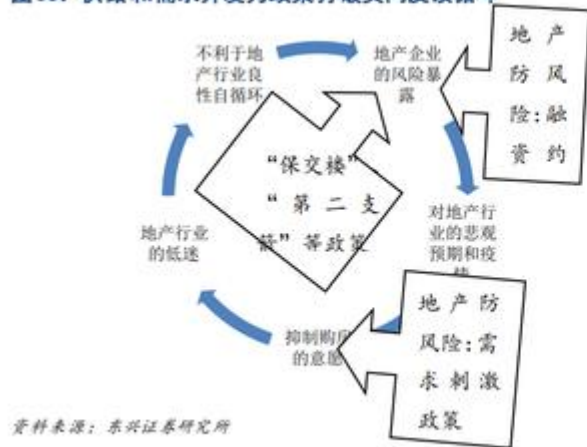 不利于地
产行业良
性自循环
地产企业
的风险暴
露
地产
防风
险:融
资约
“保交楼”
“第二支
箭”等政策
地产行业
的低迷
对地产行
业的悲观
预期和疫
抑制购房
的意愿
地产防
风险:需
求刺激
政策
资料来源：东兴证券研究所